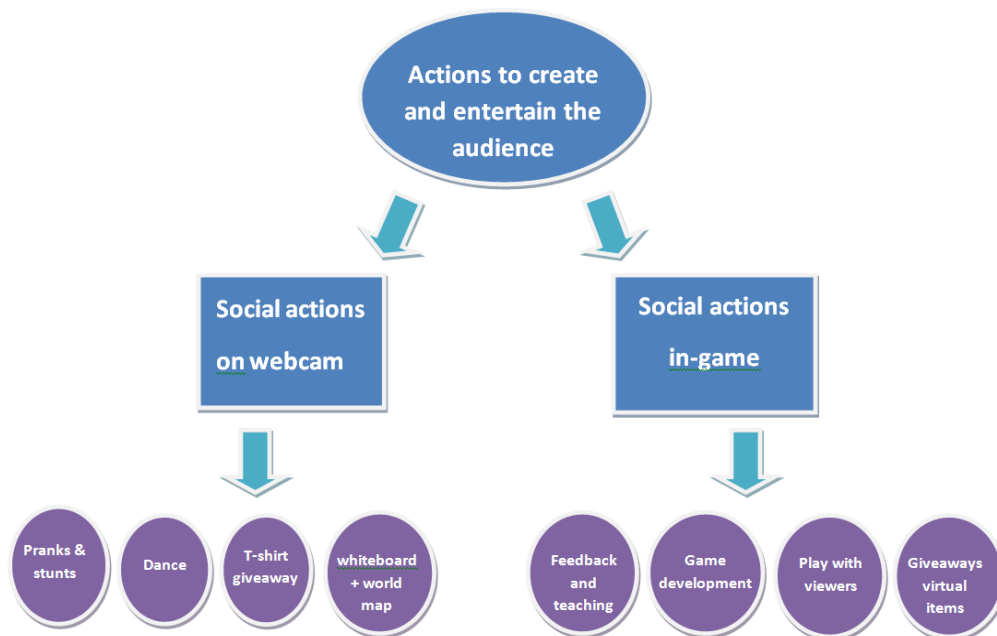 Actions to create
and entertain the
audience
Social actions
on webcam
Social actions
in-game
Pranks &
stunts
Dance
T-shirt
giveaway
whiteboard
+ world
map
Feedback
and
teaching
Game
development
Play with
viewers
Giveaways
virtual
items